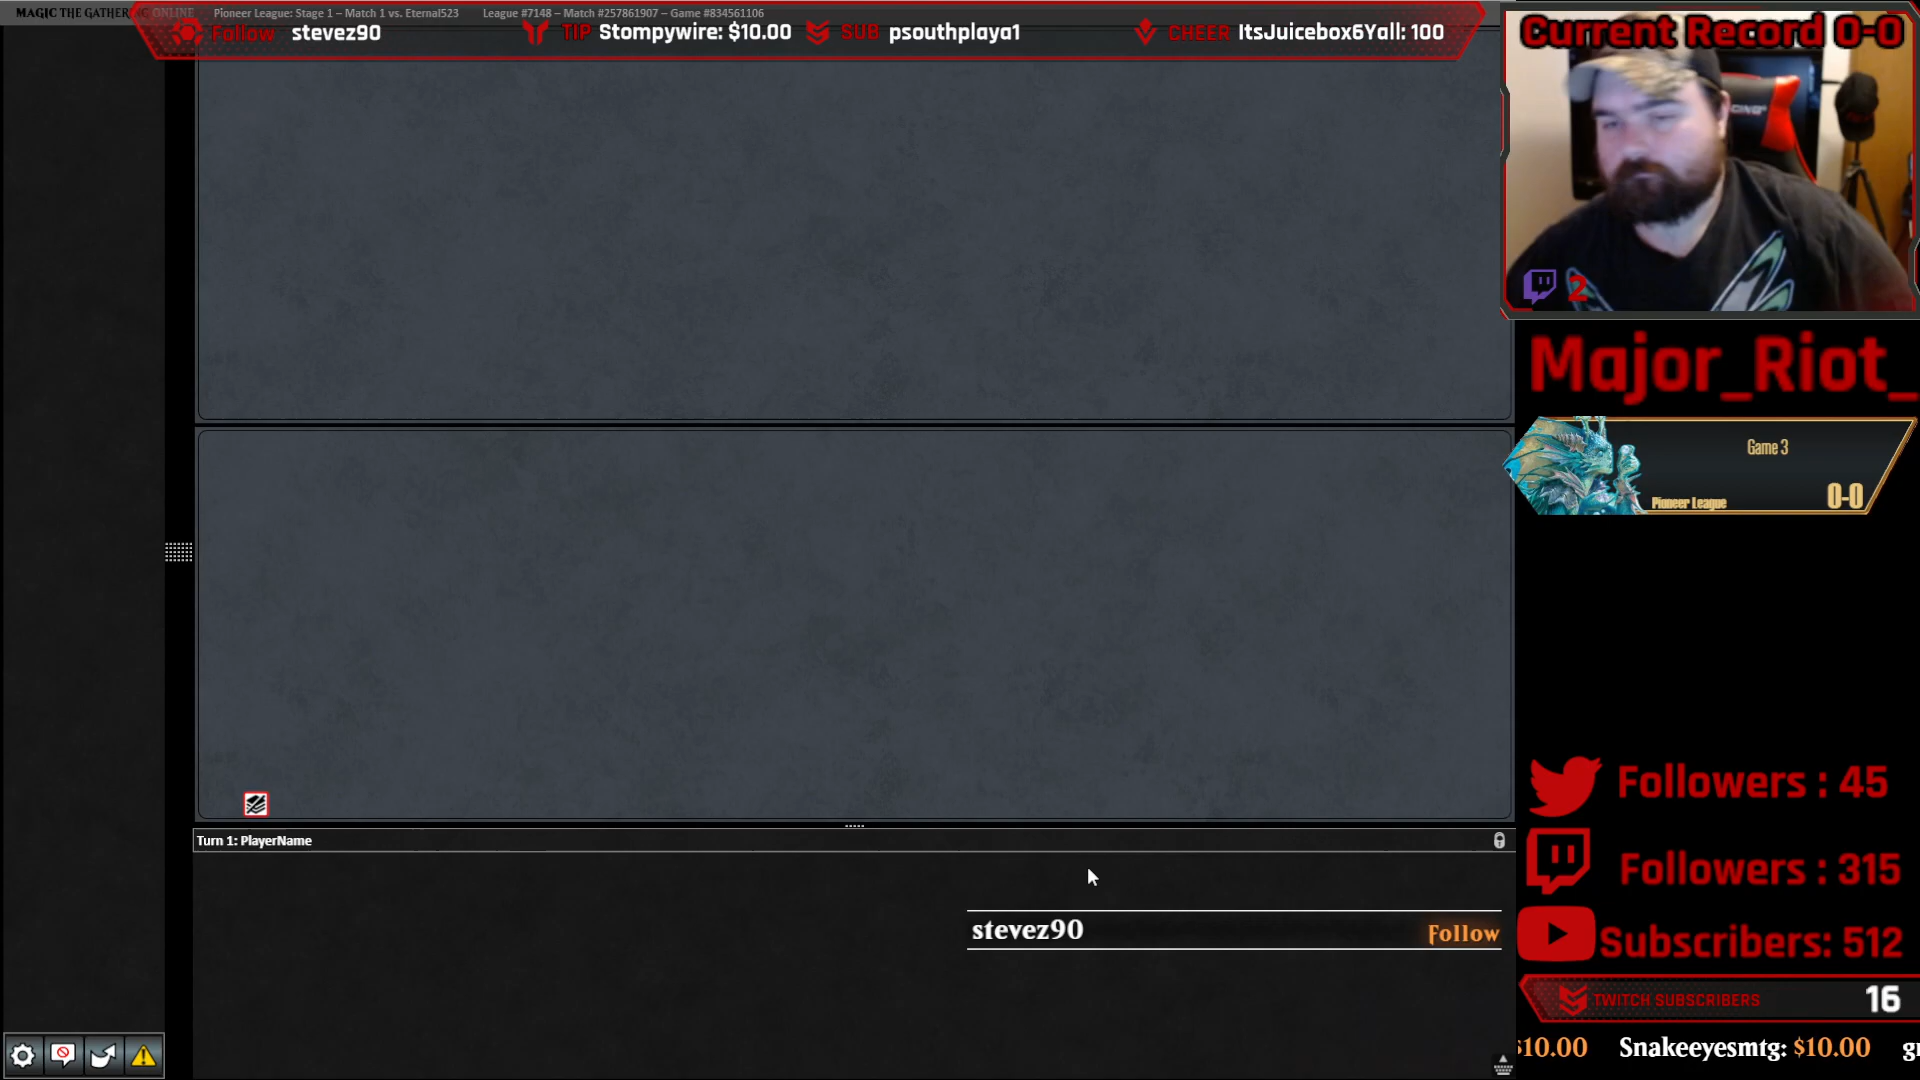 MAGIC THE GATHERING ONLINE Pioneer League: Stage 1 – Match 1 vs. Eternal523 League #7148 – Match #257861907 – Game #834561106
Follow stevez90 TIP Stompywire: $10.00 SUB psouthplaya1 CHEER ItsJuicebox6Yall: 100
Current Record 0-0
2
Major_Riot_
Game 3
Pioneer League 0-0
Turn 1: PlayerName
stevez90 Follow
Followers : 45
Followers : 315
Subscribers: 512
TWITCH SUBSCRIBERS 16
$10.00 Snakeeyesmtg: $10.00